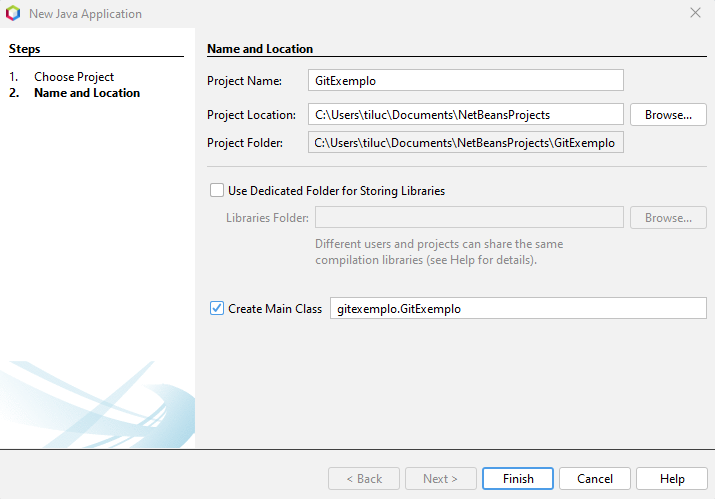 New Java Application
Steps
1. Choose Project
2. Name and Location
Name and Location
Project Name: GitExemplo
Project Location: C:\Users\tiluc\Documents\NetBeansProjects Browse...
Project Folder: C:\Users\tiluc\Documents\NetBeansProjects\GitExemplo
Use Dedicated Folder for Storing Libraries
Libraries Folder: Browse...
Different users and projects can share the same
compilation libraries (see Help for details).
Create Main Class gitexemplo.GitExemplo
< Back Next > Finish Cancel Help